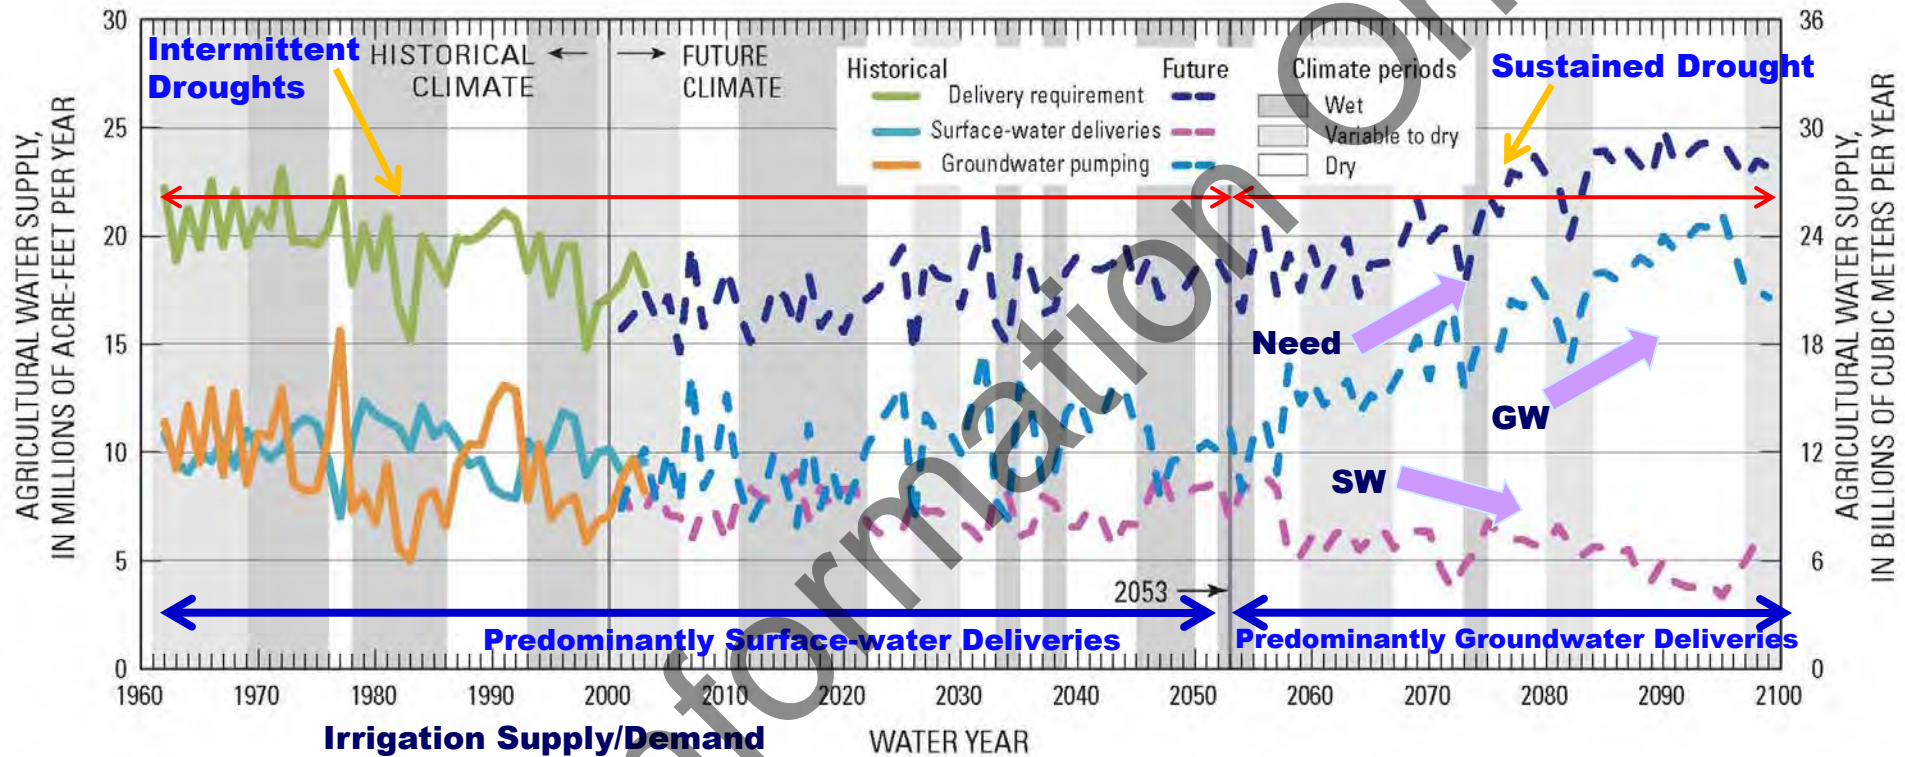 30
25
20
15
10
5
0
AGRICULTURAL WATER SUPPLY,
IN MILLIONS OF ACRE-FEET PER YEAR
Intermittent
Droughts
HISTORICAL
CLIMATE
FUTURE
CLIMATE
Historical
Future
Climate periods
Delivery requirement
Surface-water deliveries
Groundwater pumping
Wet
Variable to dry
Dry
Sustained Drought
Need
GW
SW
2053
Predominantly Surface-water Deliveries
Predominantly Groundwater Deliveries
36
30
24
18
12
6
0
AGRICULTURAL WATER SUPPLY,
IN BILLIONS OF CUBIC METERS PER YEAR
1960 1970 1980 1990 2000 2010 2020 2030 2040 2050 2060 2070 2080 2090 2100
Irrigation Supply/Demand
WATER YEAR